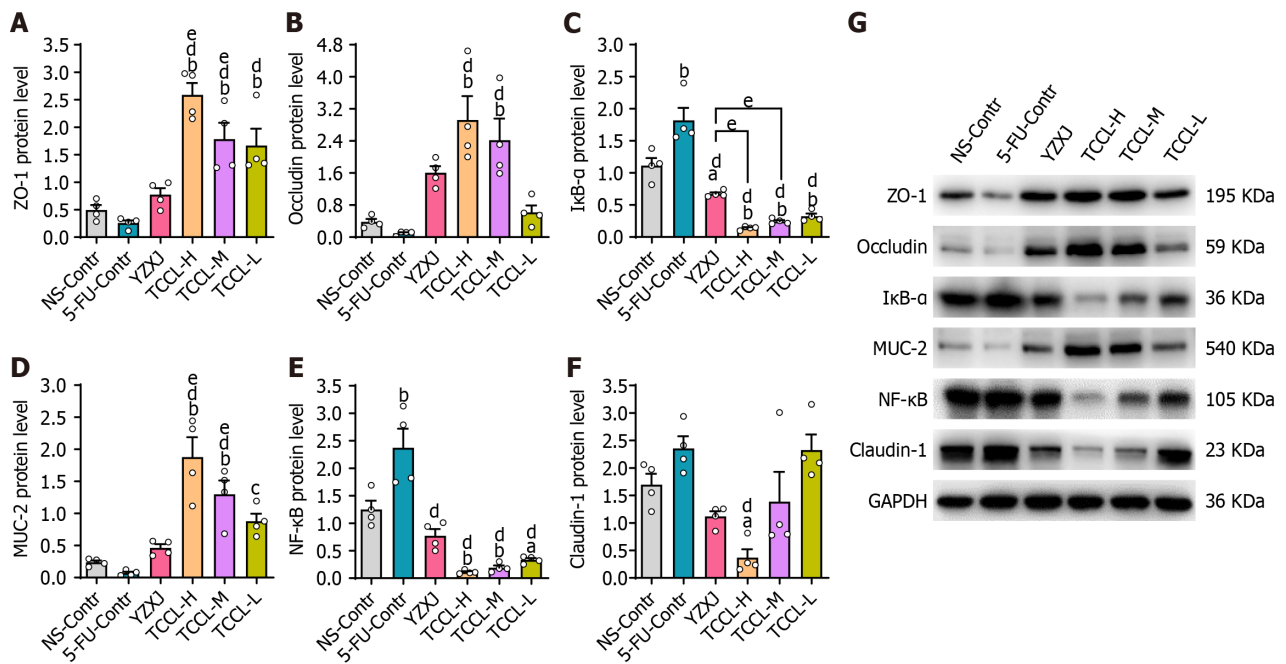 A
ZO-1 protein level
3.5
3.0
2.5
2.0
1.5
1.0
0.5
0.0
e
d
b
e
d
b
d
b
NS-Contr
5-FU-Contr
YZXJ
TCCL-H
TCCL-M
TCCL-L
B
Occludin protein level
4.8
4.0
3.2
2.4
1.6
0.8
0.0
d
b
d
b
NS-Contr
5-FU-Contr
YZXJ
TCCL-H
TCCL-M
TCCL-L
C
IκB-α protein level
3.0
2.5
2.0
1.5
1.0
0.5
0.0
b
e
e
d
a
d
b
d
b
d
b
NS-Contr
5-FU-Contr
YZXJ
TCCL-H
TCCL-M
TCCL-L
D
MUC-2 protein level
3.0
2.5
2.0
1.5
1.0
0.5
0.0
e
d
b
e
d
b
c
NS-Contr
5-FU-Contr
YZXJ
TCCL-H
TCCL-M
TCCL-L
E
NF-κB protein level
3.5
3.0
2.5
2.0
1.5
1.0
0.5
0.0
b
d
d
b
d
b
d
a
NS-Contr
5-FU-Contr
YZXJ
TCCL-H
TCCL-M
TCCL-L
F
Claudin-1 protein level
3.5
3.0
2.5
2.0
1.5
1.0
0.5
0.0
d
a
NS-Contr
5-FU-Contr
YZXJ
TCCL-H
TCCL-M
TCCL-L
G
NS-Contr
5-FU-Contr
YZXJ
TCCL-H
TCCL-M
TCCL-L
ZO-1 195 KDa
Occludin 59 KDa
IκB-α 36 KDa
MUC-2 540 KDa
NF-κB 105 KDa
Claudin-1 23 KDa
GAPDH 36 KDa